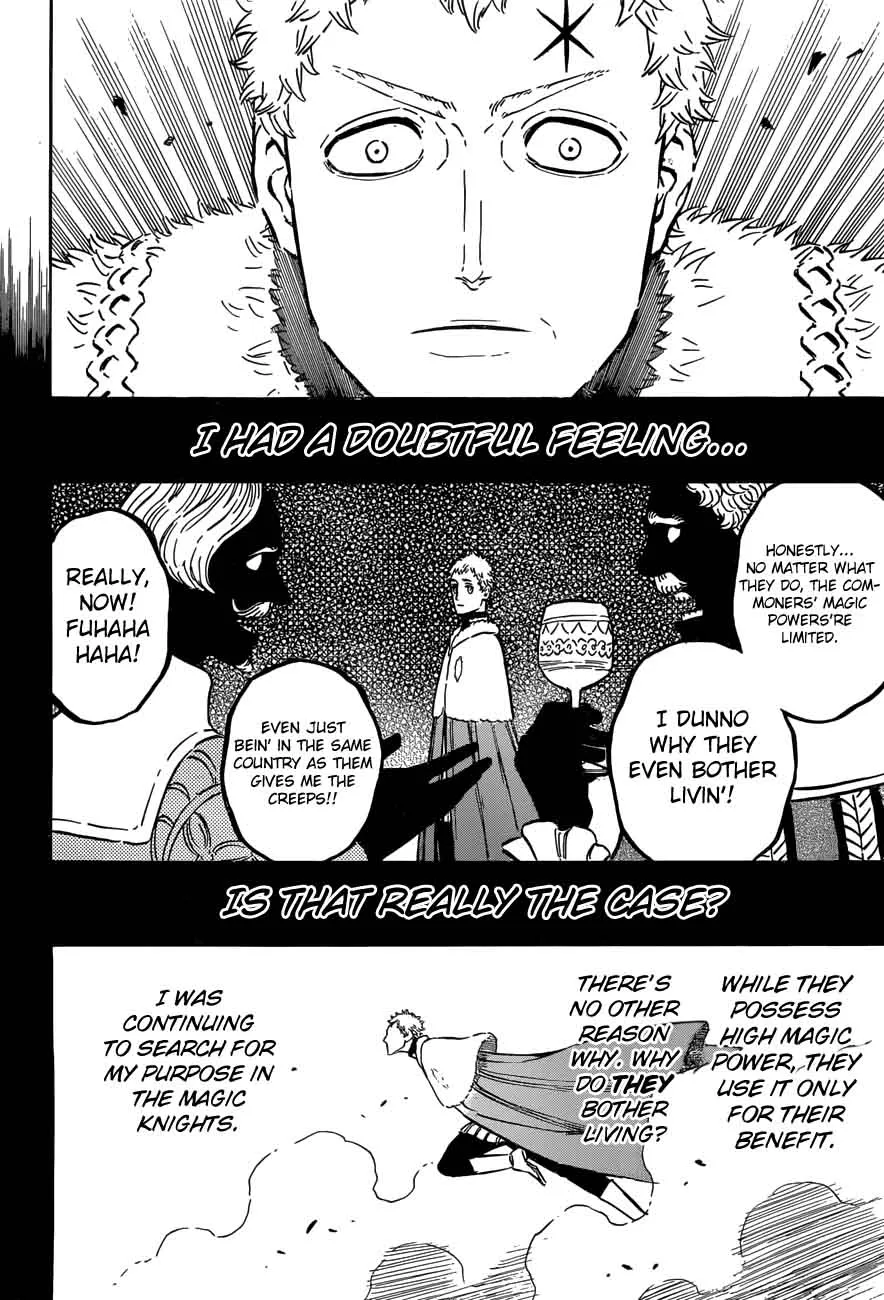 I HAD A DOUBTFUL FEELING...
HONESTLY...
NO MATTER WHAT
THEY DO, THE COM-
MONERS' MAGIC
POWERS'RE
LIMITED.
I DUNNO
WHY THEY
EVEN BOTHER
LIVIN'!
REALLY,
NOW!
FUHAHA
HAHA!
EVEN JUST
BEIN' IN THE SAME
COUNTRY AS THEM
GIVES ME THE
CREEPS!!
IS THAT REALLY THE CASE?
WHILE THEY
POSSESS
HIGH MAGIC
POWER, THEY
USE IT ONLY
FOR THEIR
BENEFIT.
THERE'S
NO OTHER
REASON
WHY. WHY
DO THEY
BOTHER
LIVING?
I WAS
CONTINUING
TO SEARCH FOR
MY PURPOSE IN
THE MAGIC
KNIGHTS.